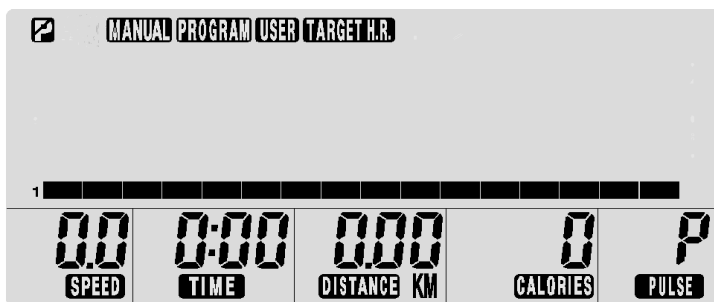 MANUAL PROGRAM USER TARGET H.R.
1
0.0 0:00 0.00 0 P
SPEED TIME DISTANCE KM CALORIES PULSE